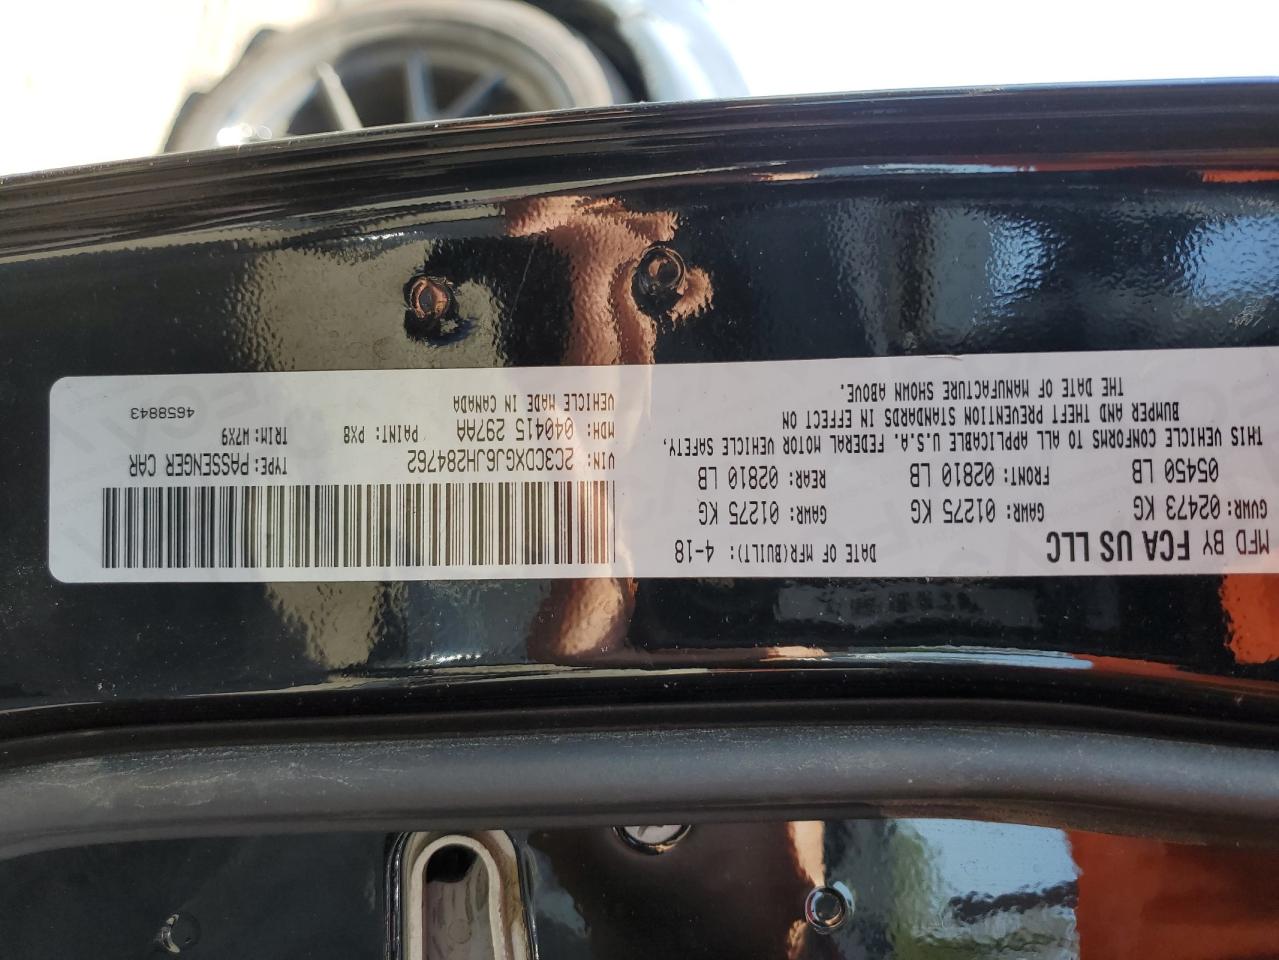 MFD BY FCA US LLC DATE OF MFR(BUILT): 4-18
GVWR: 02473 KG GAWR: 01275 KG GAWR: 01275 KG
05450 LB FRONT: 02810 LB REAR: 02810 LB
THIS VEHICLE CONFORMS TO ALL APPLICABLE U.S.A. FEDERAL MOTOR VEHICLE SAFETY,
BUMPER AND THEFT PREVENTION STANDARDS IN EFFECT ON
THE DATE OF MANUFACTURE SHOWN ABOVE.
VIN: 2C3CDXGJ6JH284762 TYPE: PASSENGER CAR
MDH: 040415 297AA PAINT: PX8 TRIM: W7X9
VEHICLE MADE IN CANADA 4658843